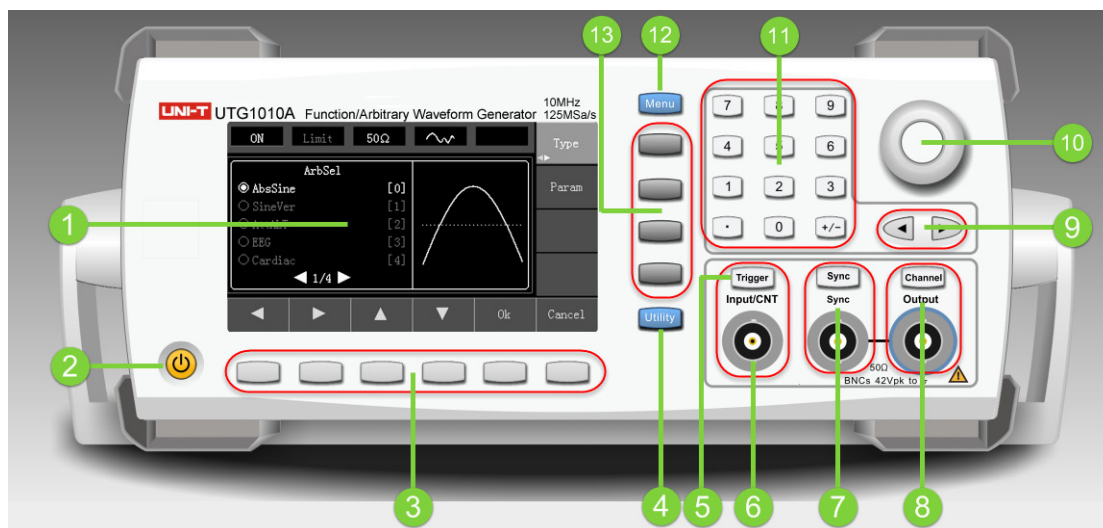 13
12
11
UNI-T UTG1010A Function/Arbitrary Waveform Generator 10MHz
125MSa/s
Menu
7 8 9
ON Limit 50Ω
Type
ArbSel
AbsSine [0]
SineVer [1]
[2]
EEG [3]
Cardiac [4]
1/4
Param
4 6
10
1
1 2 3
9
. 0 +/-
5
Trigger Sync Channel
Input/CNT Sync Output
Ok Cancel
Utility
2
50Ω
BNCs 42Vpk to
3 4 5 6 7 8